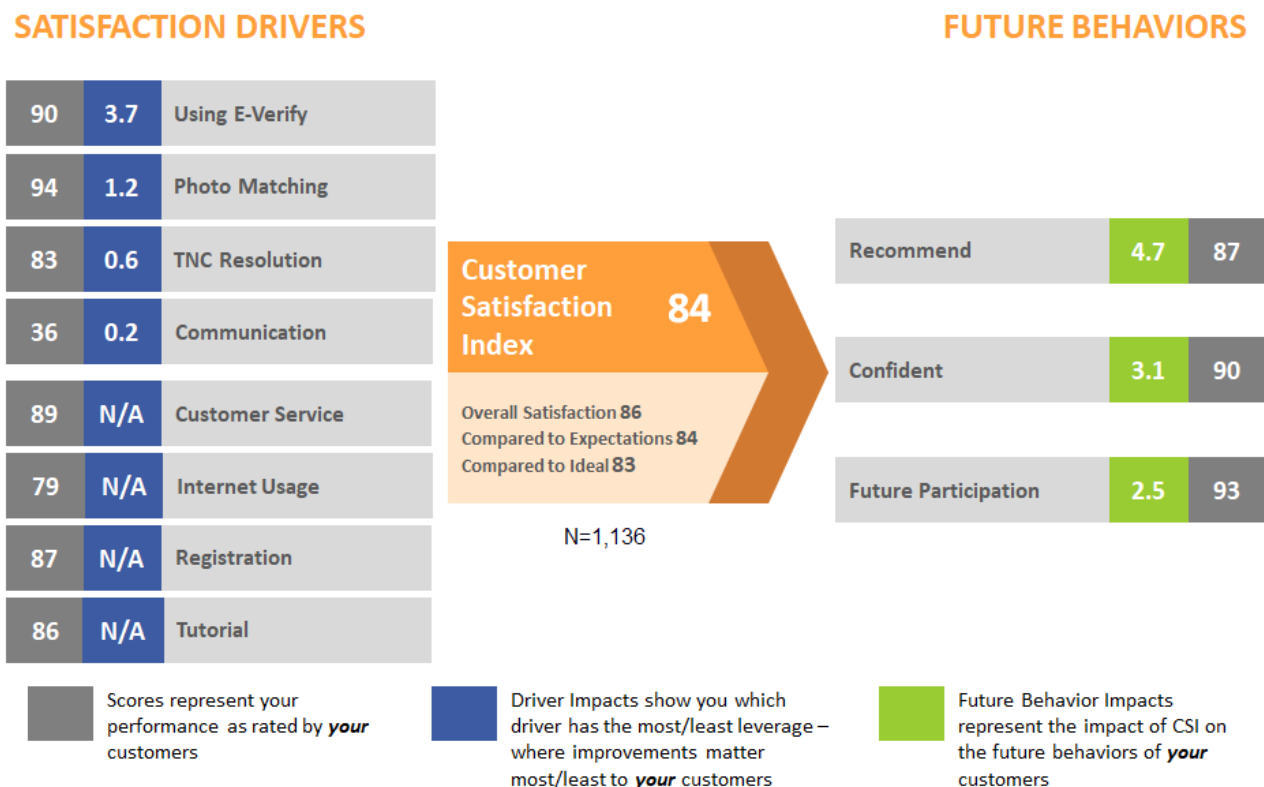 SATISFACTION DRIVERS
FUTURE BEHAVIORS
90 3.7 Using E-Verify
94 1.2 Photo Matching
83 0.6 TNC Resolution
36 0.2 Communication
89 N/A Customer Service
79 N/A Internet Usage
87 N/A Registration
86 N/A Tutorial
Customer
Satisfaction 84
Index
Overall Satisfaction 86
Compared to Expectations 84
Compared to Ideal 83
N=1,136
Recommend 4.7 87
Confident 3.1 90
Future Participation 2.5 93
Scores represent your
performance as rated by your
customers
Driver Impacts show you which
driver has the most/least leverage –
where improvements matter
most/least to your customers
Future Behavior Impacts
represent the impact of CSI on
the future behaviors of your
customers